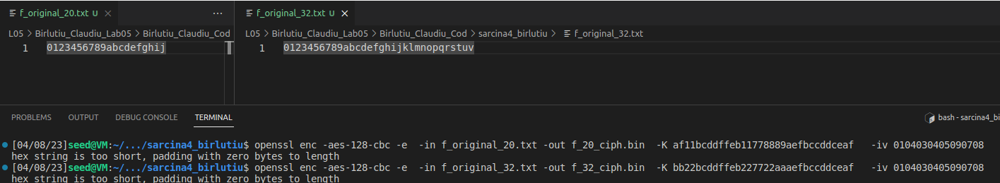 f_original_20.txt U
f_original_32.txt U
L05 > Birlutiu_Claudiu_Lab05 > Birlutiu_Claudiu_Cod
L05 > Birlutiu_Claudiu_Lab05 > Birlutiu_Claudiu_Cod > sarcina4_birlutiu > f_original_32.txt
1 0123456789abcdefghij
1 0123456789abcdefghijklmnopqrstuv
PROBLEMS OUTPUT DEBUG CONSOLE TERMINAL
bash - sarcina4_bi
[04/08/23]seed@VM:~/.../sarcina4_birlutiu$ openssl enc -aes-128-cbc -e  -in f_original_20.txt -out f_20_ciph.bin  -K af11bcddffeb11778889aefbccddceaf   -iv 0104030405090708
hex string is too short, padding with zero bytes to length
[04/08/23]seed@VM:~/.../sarcina4_birlutiu$ openssl enc -aes-128-cbc -e  -in f_original_32.txt -out f_32_ciph.bin  -K bb22bcddffeb227722aaaefbccddceaf   -iv 0104030405090708
hex string is too short, padding with zero bytes to length